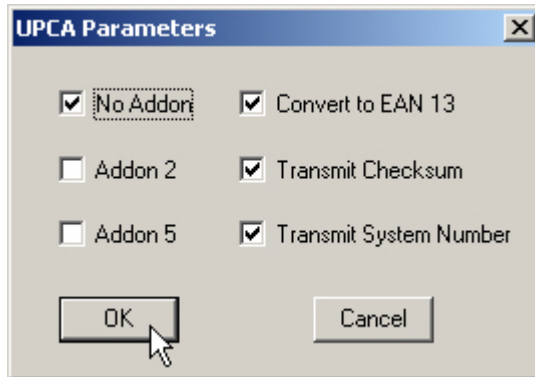 UPCA Parameters
No Addon
Convert to EAN 13
Addon 2
Transmit Checksum
Addon 5
Transmit System Number
OK
Cancel